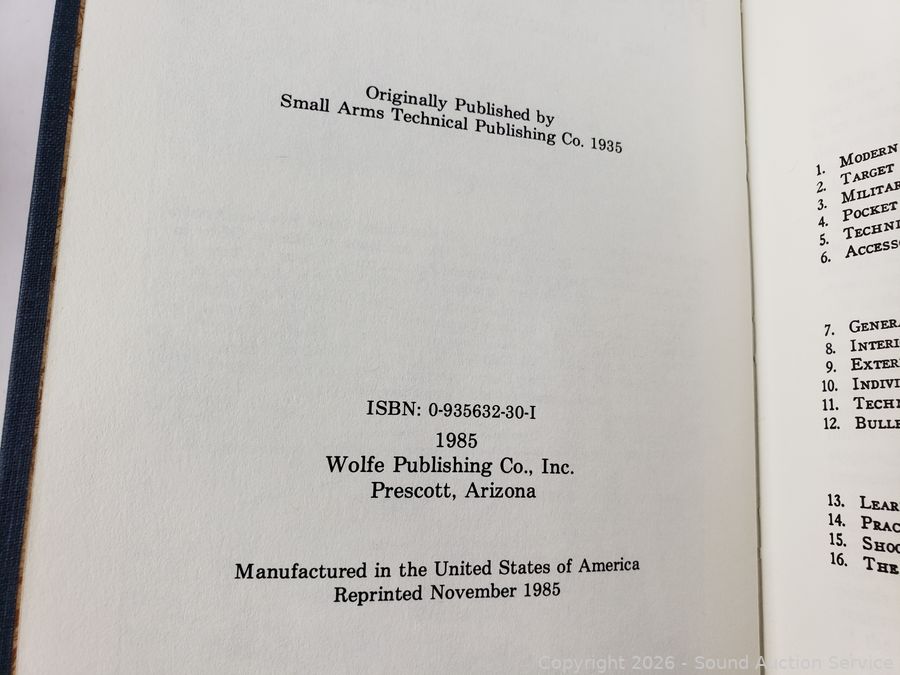 Originally Published by
Small Arms Technical Publishing Co. 1935
ISBN: 0-935632-30-I
1985
Wolfe Publishing Co., Inc.
Prescott, Arizona
Manufactured in the United States of America
Reprinted November 1985
1. MODERN
2. TARGET
3. MILITAR
4. POCKET
5. TECHNI
6. ACCESS
7. GENER
8. INTERI
9. EXTER
10. INDIVI
11. TECH
12. BULLE
13. LEAR
14. PRAC
15. SHOO
16. THE
Copyright 2026 - Sound Auction Service